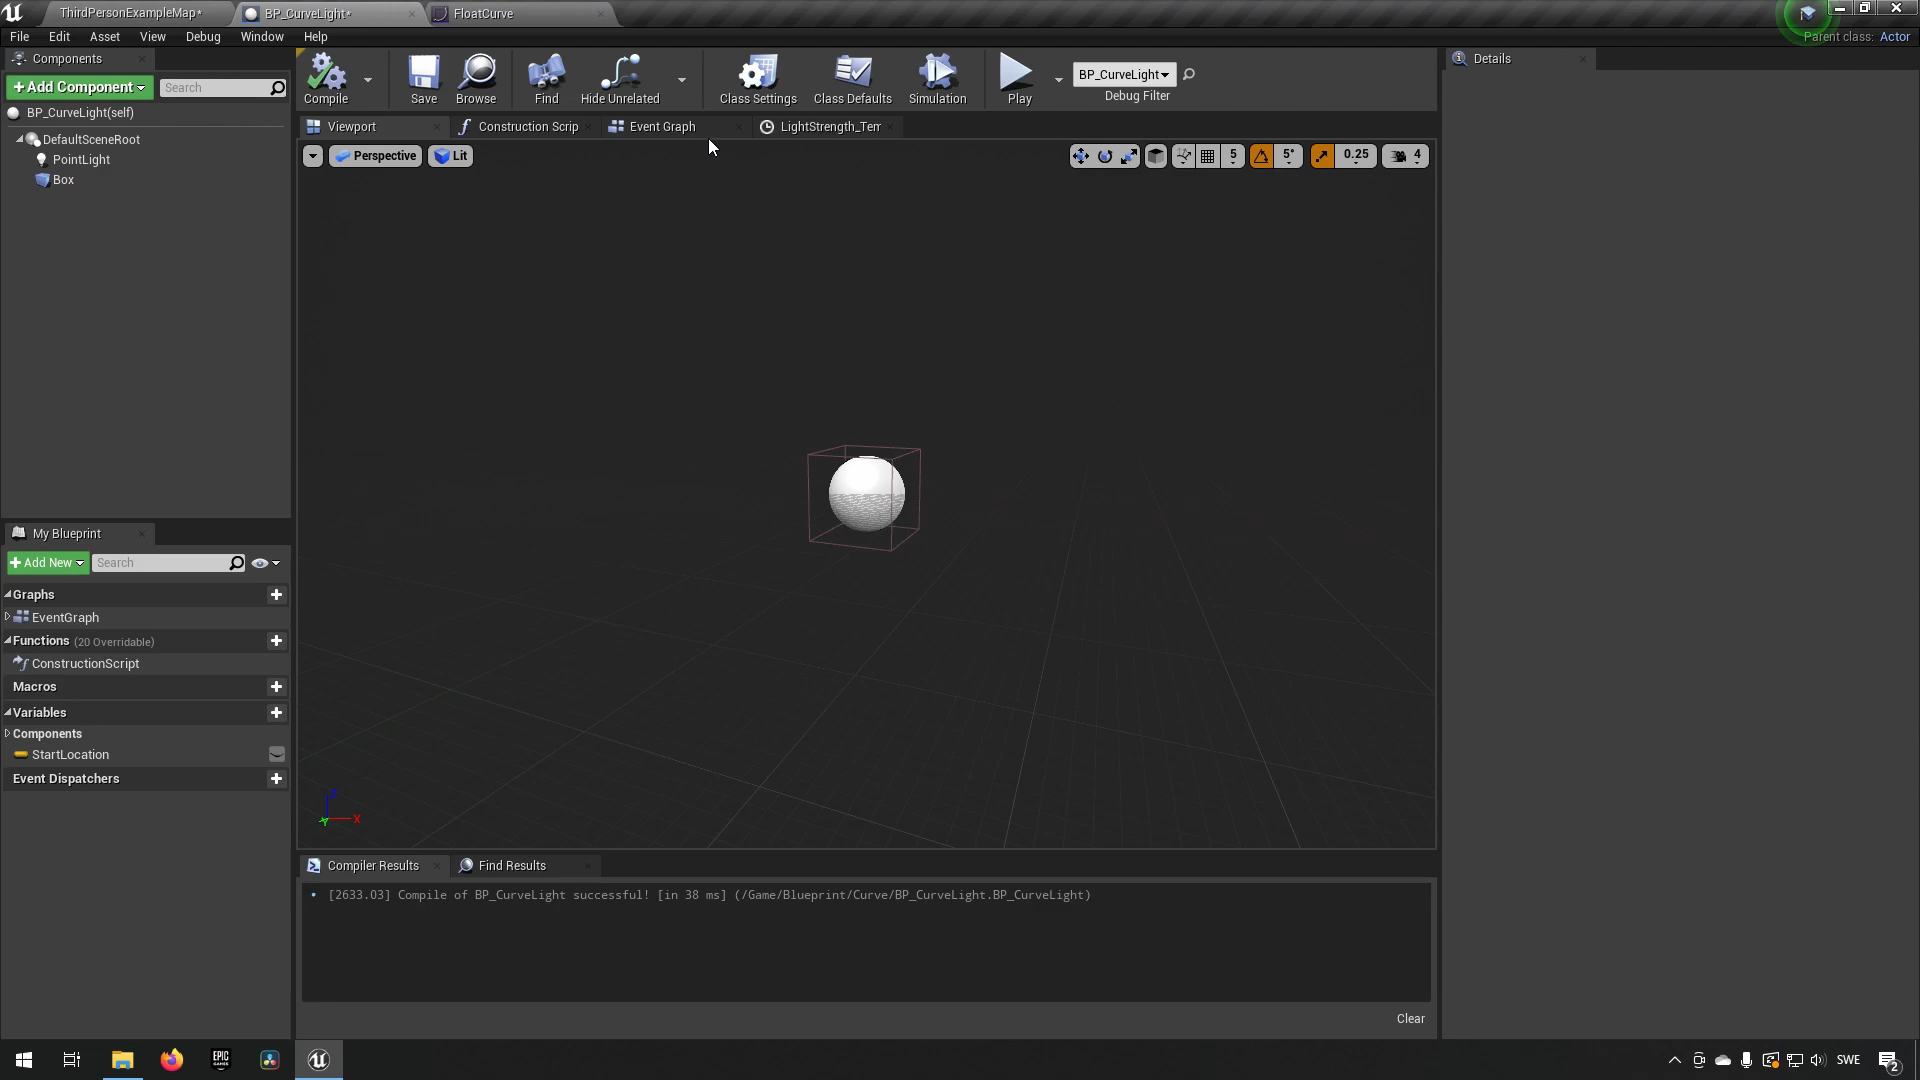 ThirdPersonExampleMap*
BP_CurveLight*
FloatCurve
File Edit Asset View Debug Window Help
Parent class: Actor
Components
+Add Component
Search
BP_CurveLight(self)
DefaultSceneRoot
PointLight
Box
Compile
Save
Browse
Find
Hide Unrelated
Class Settings
Class Defaults
Simulation
Play
BP_CurveLight
Debug Filter
Details
Viewport
Construction Scrip
Event Graph
LightStrength_Tem
Perspective
Lit
5
5°
0.25
4
Z
X
Y
My Blueprint
+Add New
Search
Graphs
EventGraph
Functions (20 Overridable)
ConstructionScript
Macros
Variables
Components
StartLocation
Event Dispatchers
Compiler Results
Find Results
[2633.03] Compile of BP_CurveLight successful! [in 38 ms] (/Game/Blueprint/Curve/BP_CurveLight.BP_CurveLight)
Clear
EPIC
GAMES
SWE
2